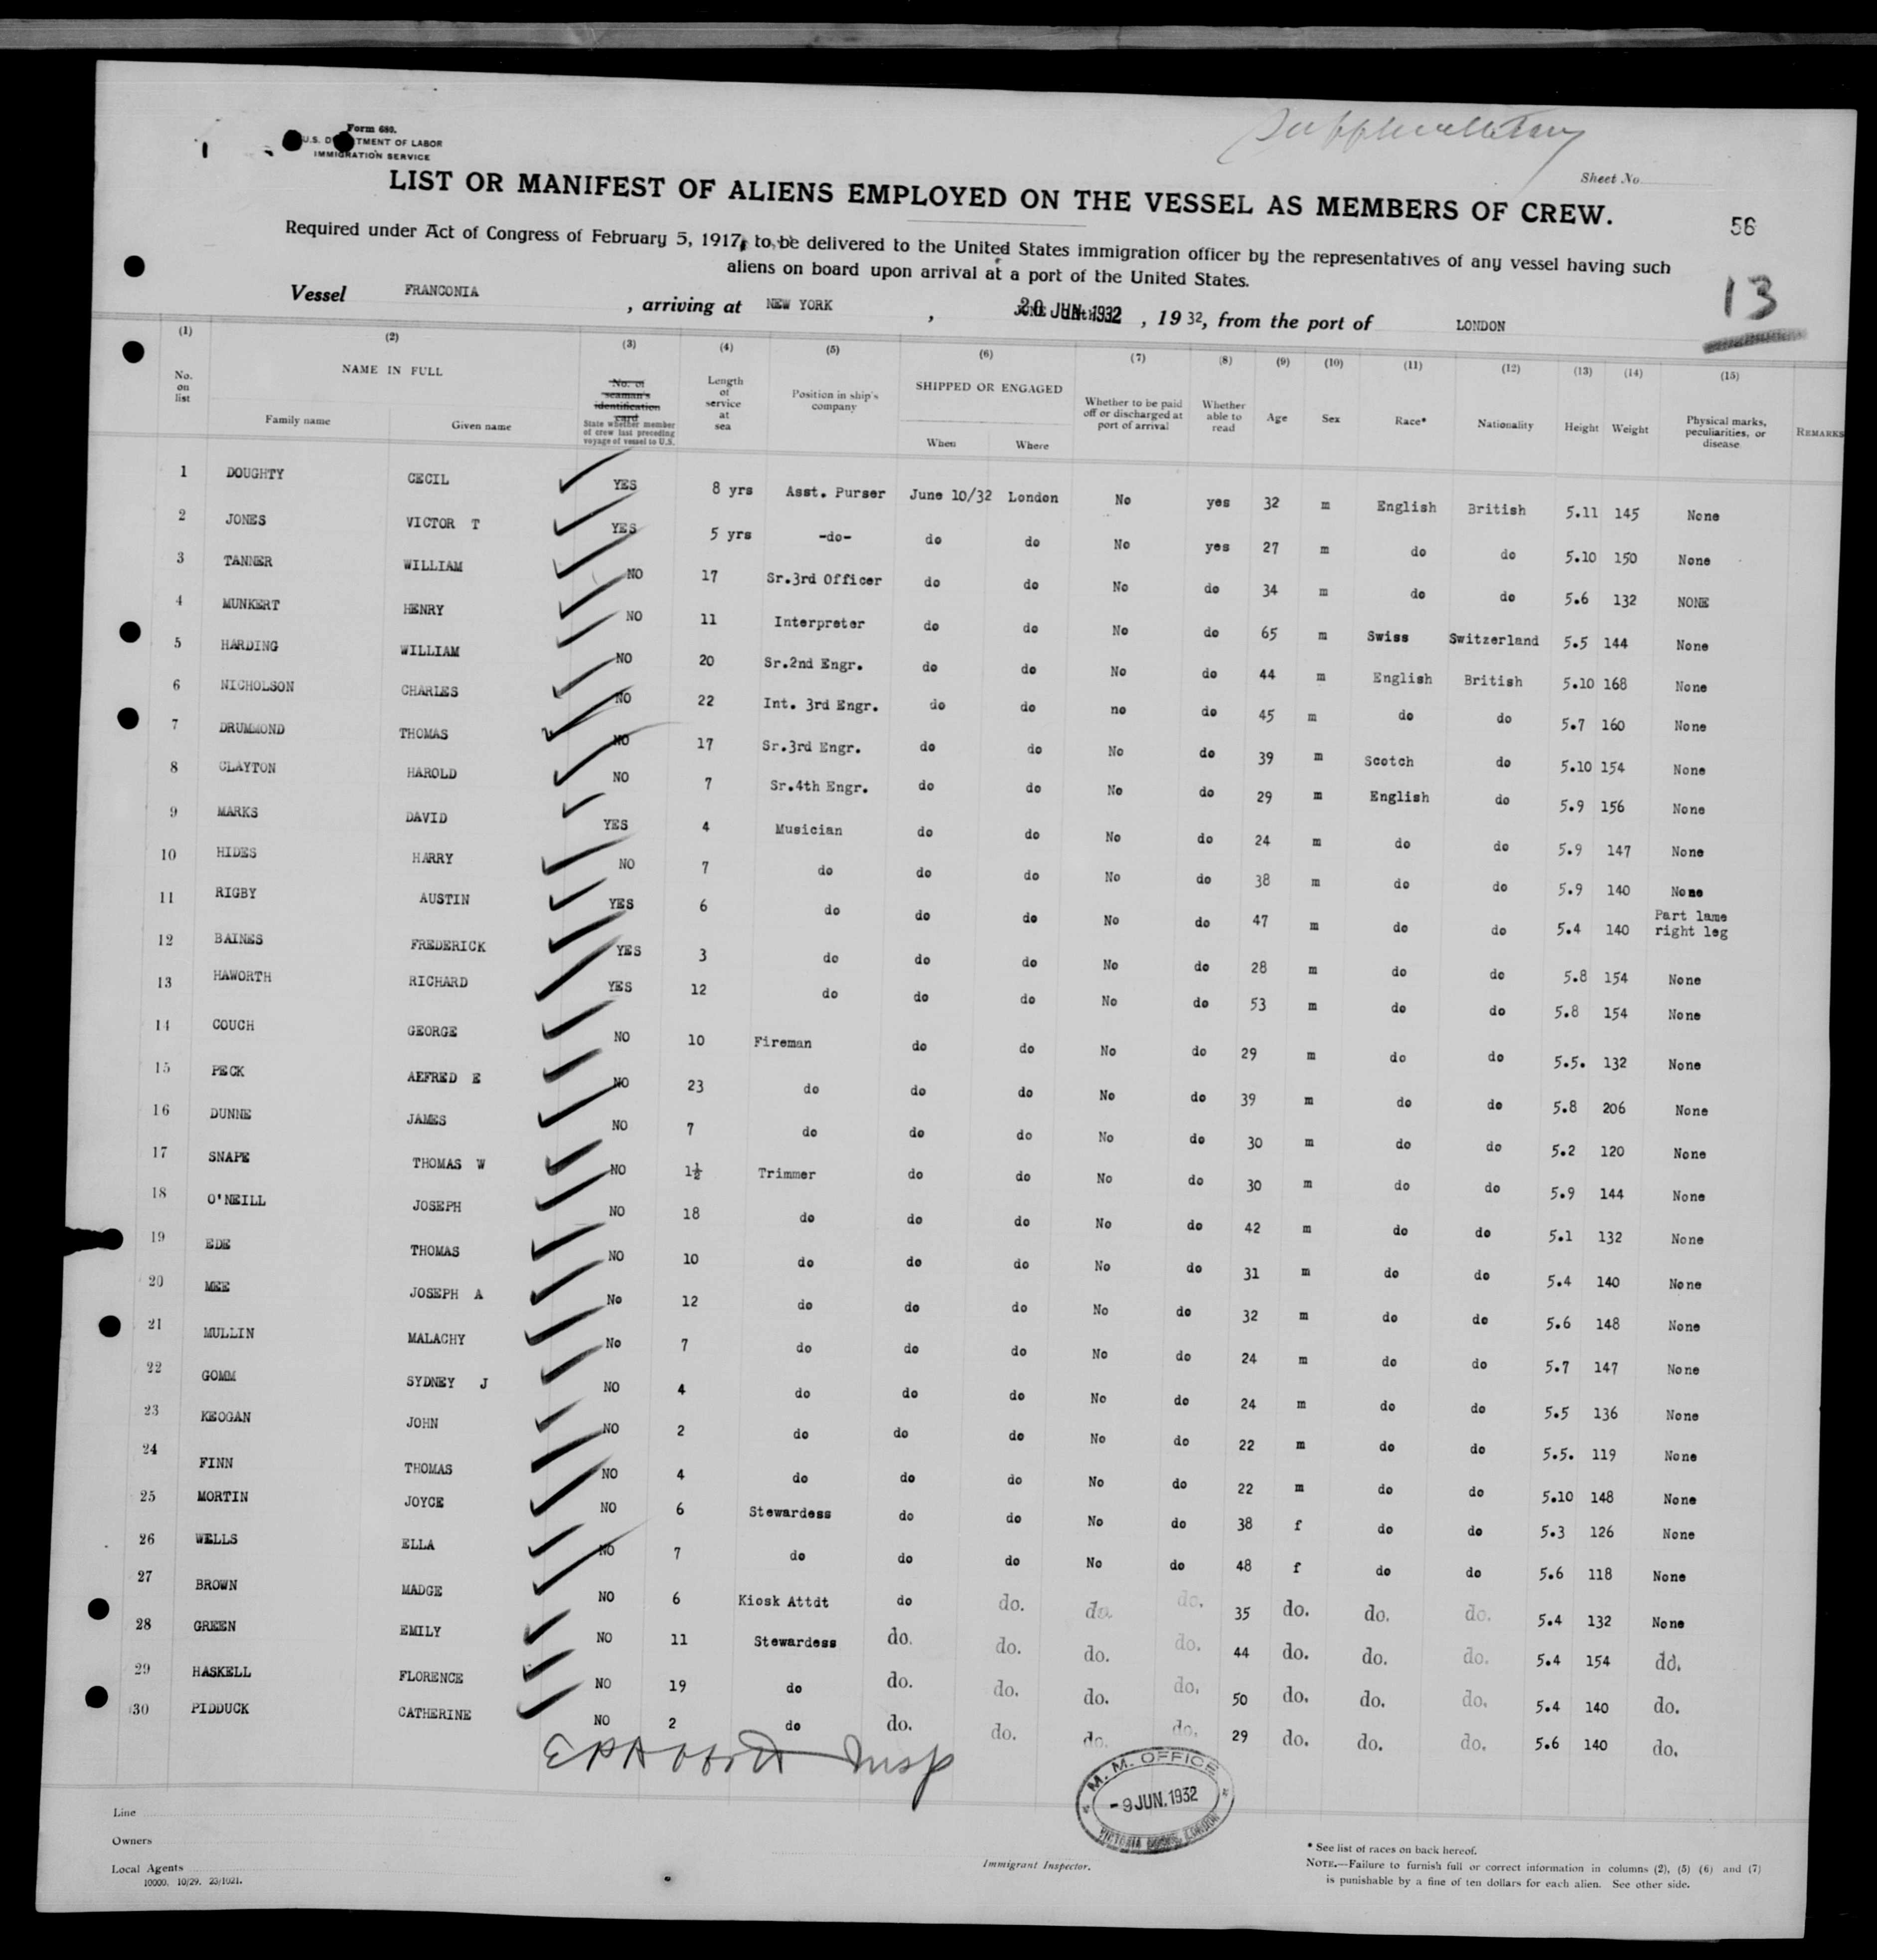 Supplementary
Form 680.
U.S. D TMENT OF LABOR
IMMIGRATION SERVICE
Sheet No.
LIST OR MANIFEST OF ALIENS EMPLOYED ON THE VESSEL AS MEMBERS OF CREW.
56
Required under Act of Congress of February 5, 1917, to be delivered to the United States immigration officer by the representatives of any vessel having such
aliens on board upon arrival at a port of the United States.
13
Vessel FRANCONIA , arriving at NEW YORK , 20 JUN 1932 , 1932, from the port of LONDON
(1) (2) (3) (4) (5) (6) (7) (8) (9) (10) (11) (12) (13) (14) (15)
No. on list NAME IN FULL Family name Given name No. of seaman's identification card State whether member of crew last preceding voyage of vessel to U.S. Length of service at sea Position in ship's company SHIPPED OR ENGAGED When Where Whether to be paid off or discharged at port of arrival Whether able to read Age Sex Race* Nationality Height Weight Physical marks, peculiarities, or disease REMARKS
1 DOUGHTY CECIL YES 8 yrs Asst. Purser June 10/32 London No yes 32 m English British 5.11 145 None
2 JONES VICTOR T YES 5 yrs -do- do do No yes 27 m do do 5.10 150 None
3 TANNER WILLIAM NO 17 Sr.3rd Officer do do No do 34 m do do 5.6 132 NONE
4 MUNKERT HENRY NO 11 Interpreter do do No do 65 m Swiss Switzerland 5.5 144 None
5 HARDING WILLIAM NO 20 Sr.2nd Engr. do do No do 44 m English British 5.10 168 None
6 NICHOLSON CHARLES NO 22 Int. 3rd Engr. do do no do 45 m do do 5.7 160 None
7 DRUMMOND THOMAS NO 17 Sr.3rd Engr. do do No do 39 m Scotch do 5.10 154 None
8 CLAYTON HAROLD NO 7 Sr.4th Engr. do do No do 29 m English do 5.9 156 None
9 MARKS DAVID YES 4 Musician do do No do 24 m do do 5.9 147 None
10 HIDES HARRY NO 7 do do do No do 38 m do do 5.9 140 None
11 RIGBY AUSTIN YES 6 do do do No do 47 m do do 5.4 140 Part lame right leg
12 BAINES FREDERICK YES 3 do do do No do 28 m do do 5.8 154 None
13 HAWORTH RICHARD YES 12 do do do No do 53 m do do 5.8 154 None
14 COUCH GEORGE NO 10 Fireman do do No do 29 m do do 5.5. 132 None
15 PECK AEFRED E NO 23 do do do No do 39 m do do 5.8 206 None
16 DUNNE JAMES NO 7 do do do No do 30 m do do 5.2 120 None
17 SNAPE THOMAS W NO 1½ Trimmer do do No do 30 m do do 5.9 144 None
18 O'NEILL JOSEPH NO 18 do do do No do 42 m do do 5.1 132 None
19 EDE THOMAS NO 10 do do do No do 31 m do do 5.4 140 None
20 MEE JOSEPH A No 12 do do do No do 32 m do do 5.6 148 None
21 MULLIN MALACHY No 7 do do do No do 24 m do do 5.7 147 None
22 GOMM SYDNEY J NO 4 do do do No do 24 m do do 5.5 136 None
23 KEOGAN JOHN NO 2 do do do No do 22 m do do 5.5. 119 None
24 FINN THOMAS NO 4 do do do No do 22 m do do 5.10 148 None
25 MORTIN JOYCE NO 6 Stewardess do do No do 38 f do do 5.3 126 None
26 WELLS ELLA NO 7 do do do No do 48 f do do 5.6 118 None
27 BROWN MADGE NO 6 Kiosk Attdt do do. do. do. 35 do. do. do. 5.4 132 None
28 GREEN EMILY NO 11 Stewardess do. do. do. do. 44 do. do. do. 5.4 154 do.
29 HASKELL FLORENCE NO 19 do do. do. do. do. 50 do. do. do. 5.4 140 do.
30 PIDDUCK CATHERINE NO 2 do do. do. do. do. 29 do. do. do. 5.6 140 do.
Insp
M. M. OFFICE
-9 JUN. 1932
VICTORIA DOCKS, LONDON
Line
Owners
Local Agents
10000. 10/29. 23/1021.
Immigrant Inspector.
* See list of races on back hereof.
NOTE.—Failure to furnish full or correct information in columns (2), (5) (6) and (7)
is punishable by a fine of ten dollars for each alien. See other side.